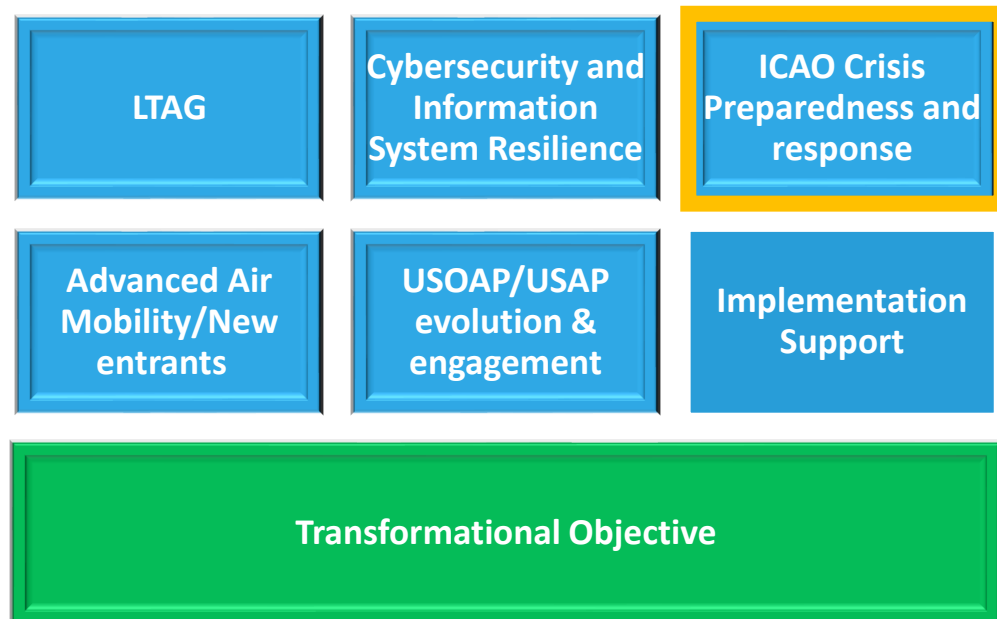 LTAG
Cybersecurity and
Information
System Resilience
ICAO Crisis
Preparedness and
response
Advanced Air
Mobility/New
entrants
USOAP/USAP
evolution &
engagement
Implementation
Support
Transformational Objective